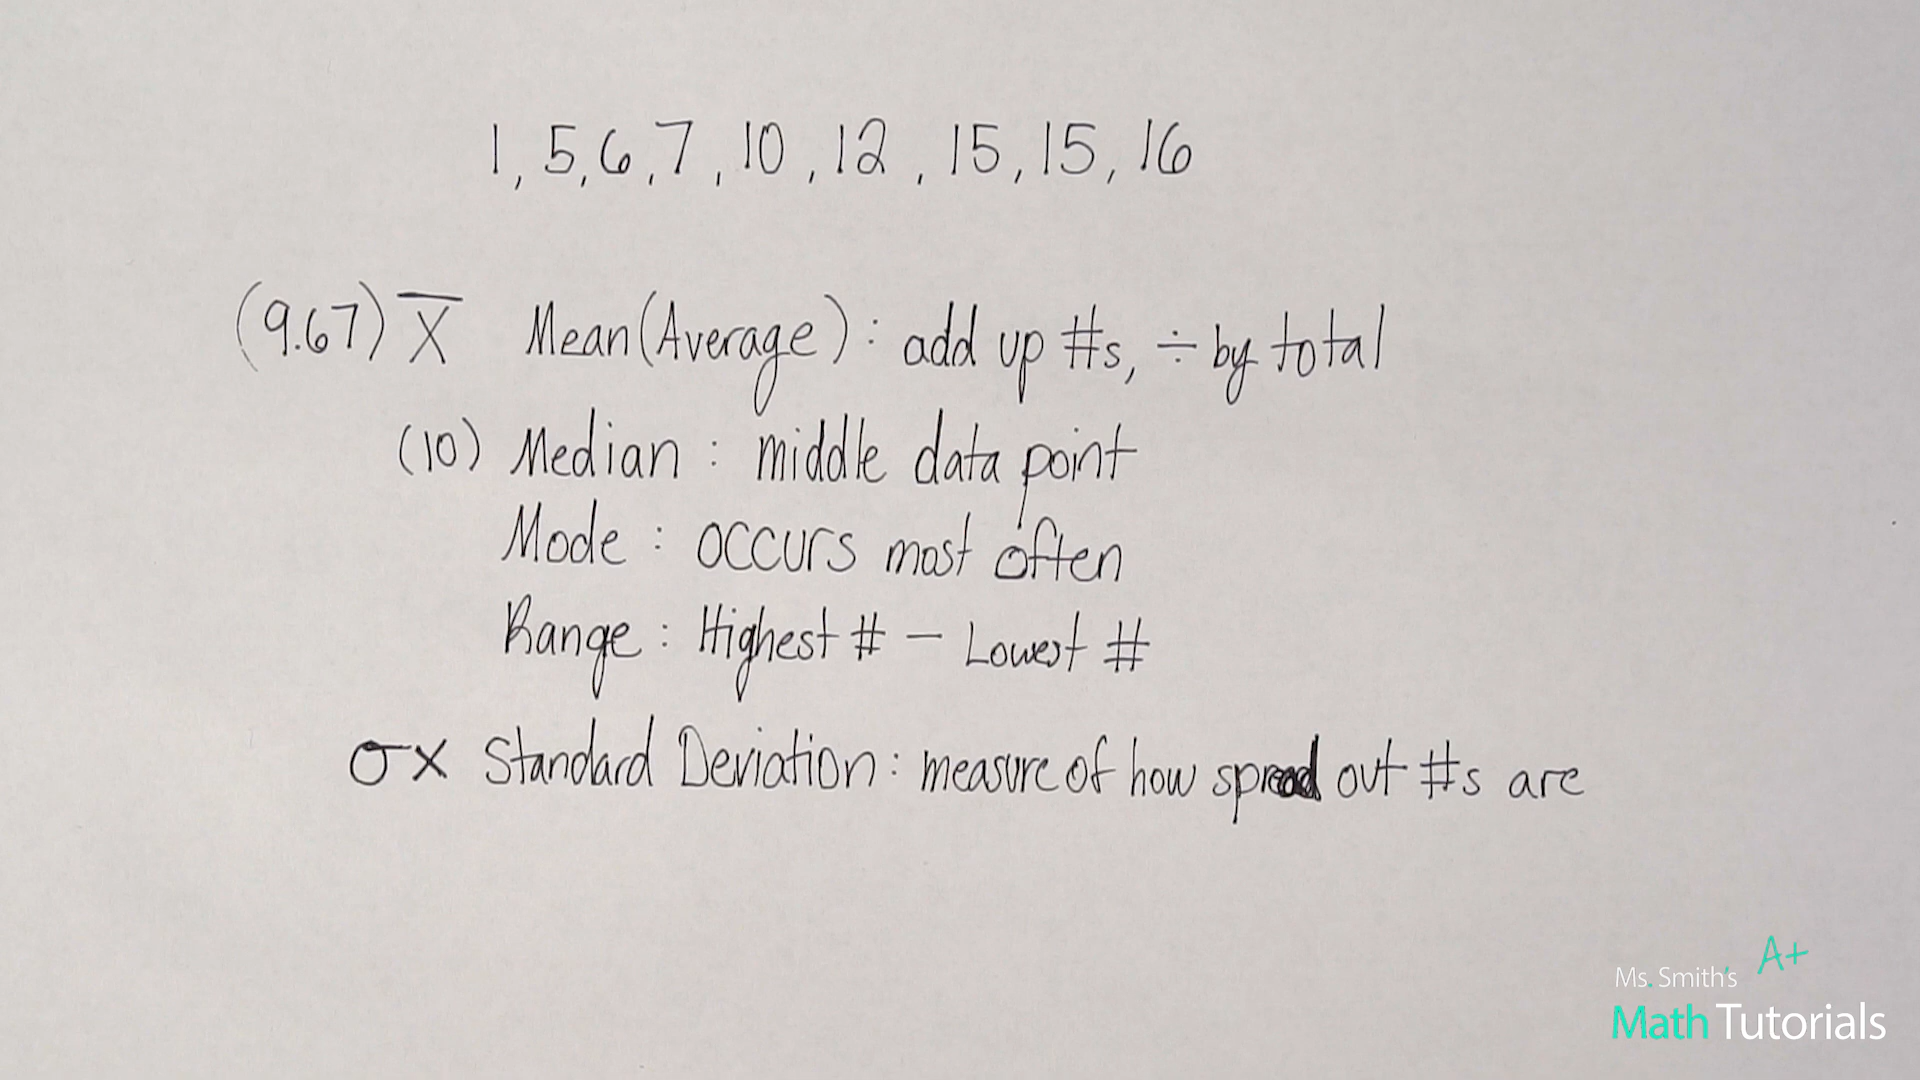 1, 5, 6, 7, 10, 12, 15, 15, 16
(9.67) X̅ Mean (Average) : add up #s, ÷ by total
(10) Median : middle data point
Mode : occurs most often
Range : Highest # - Lowest #
σx Standard Deviation : measure of how spread out #s are
A+
Ms. Smith's
Math Tutorials